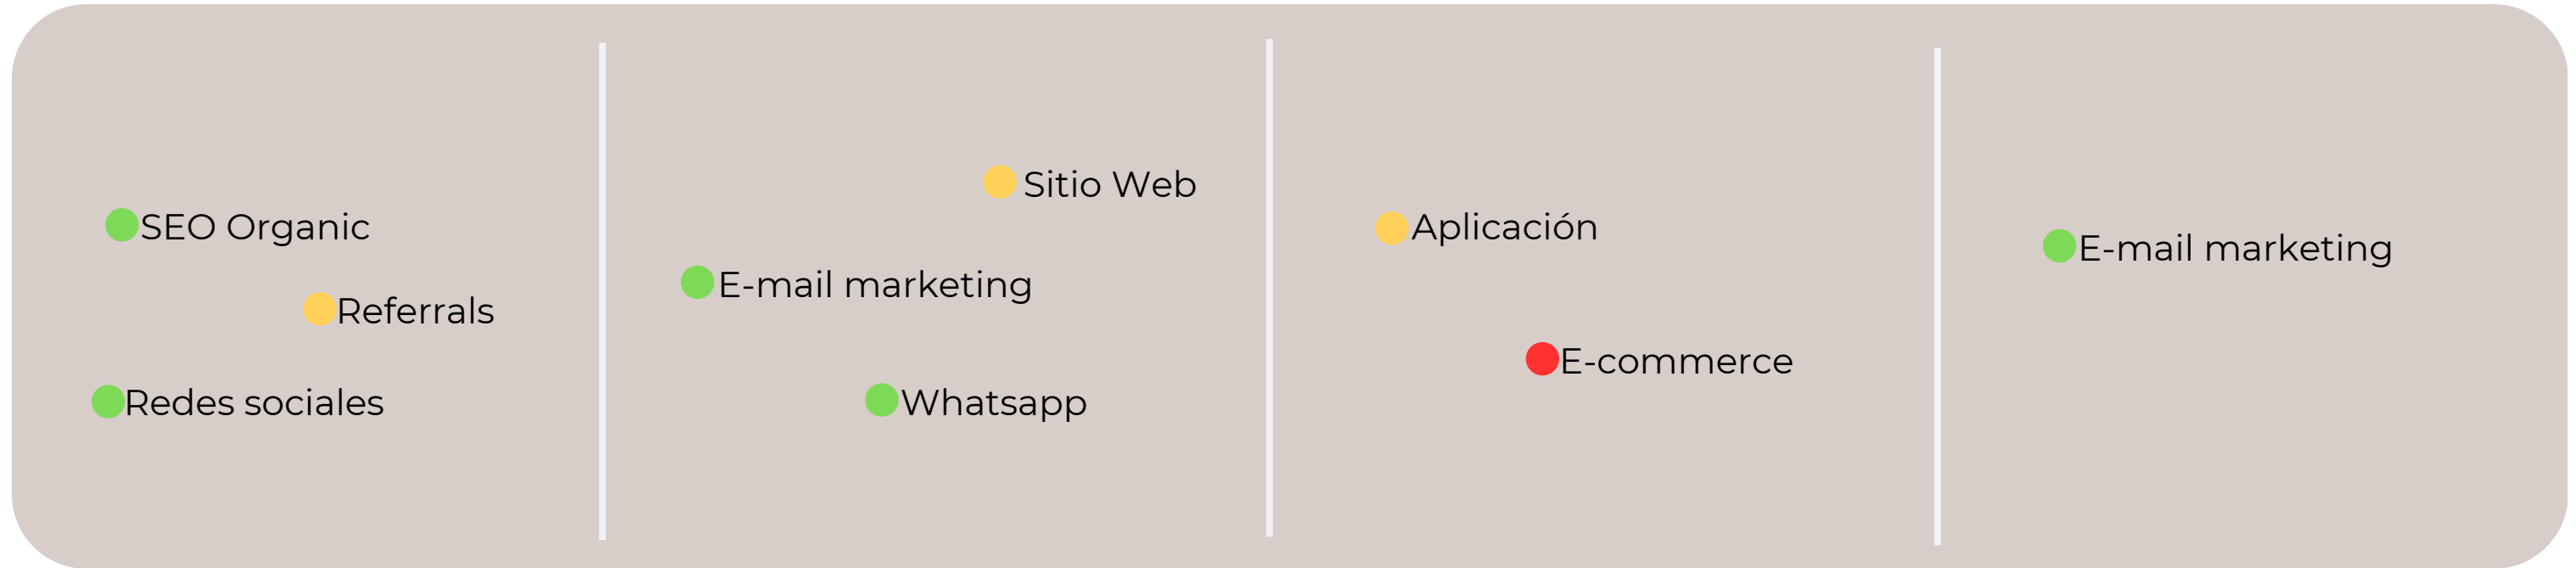 SEO Organic
Referrals
Redes sociales
Sitio Web
E-mail marketing
Whatsapp
Aplicación
E-commerce
E-mail marketing